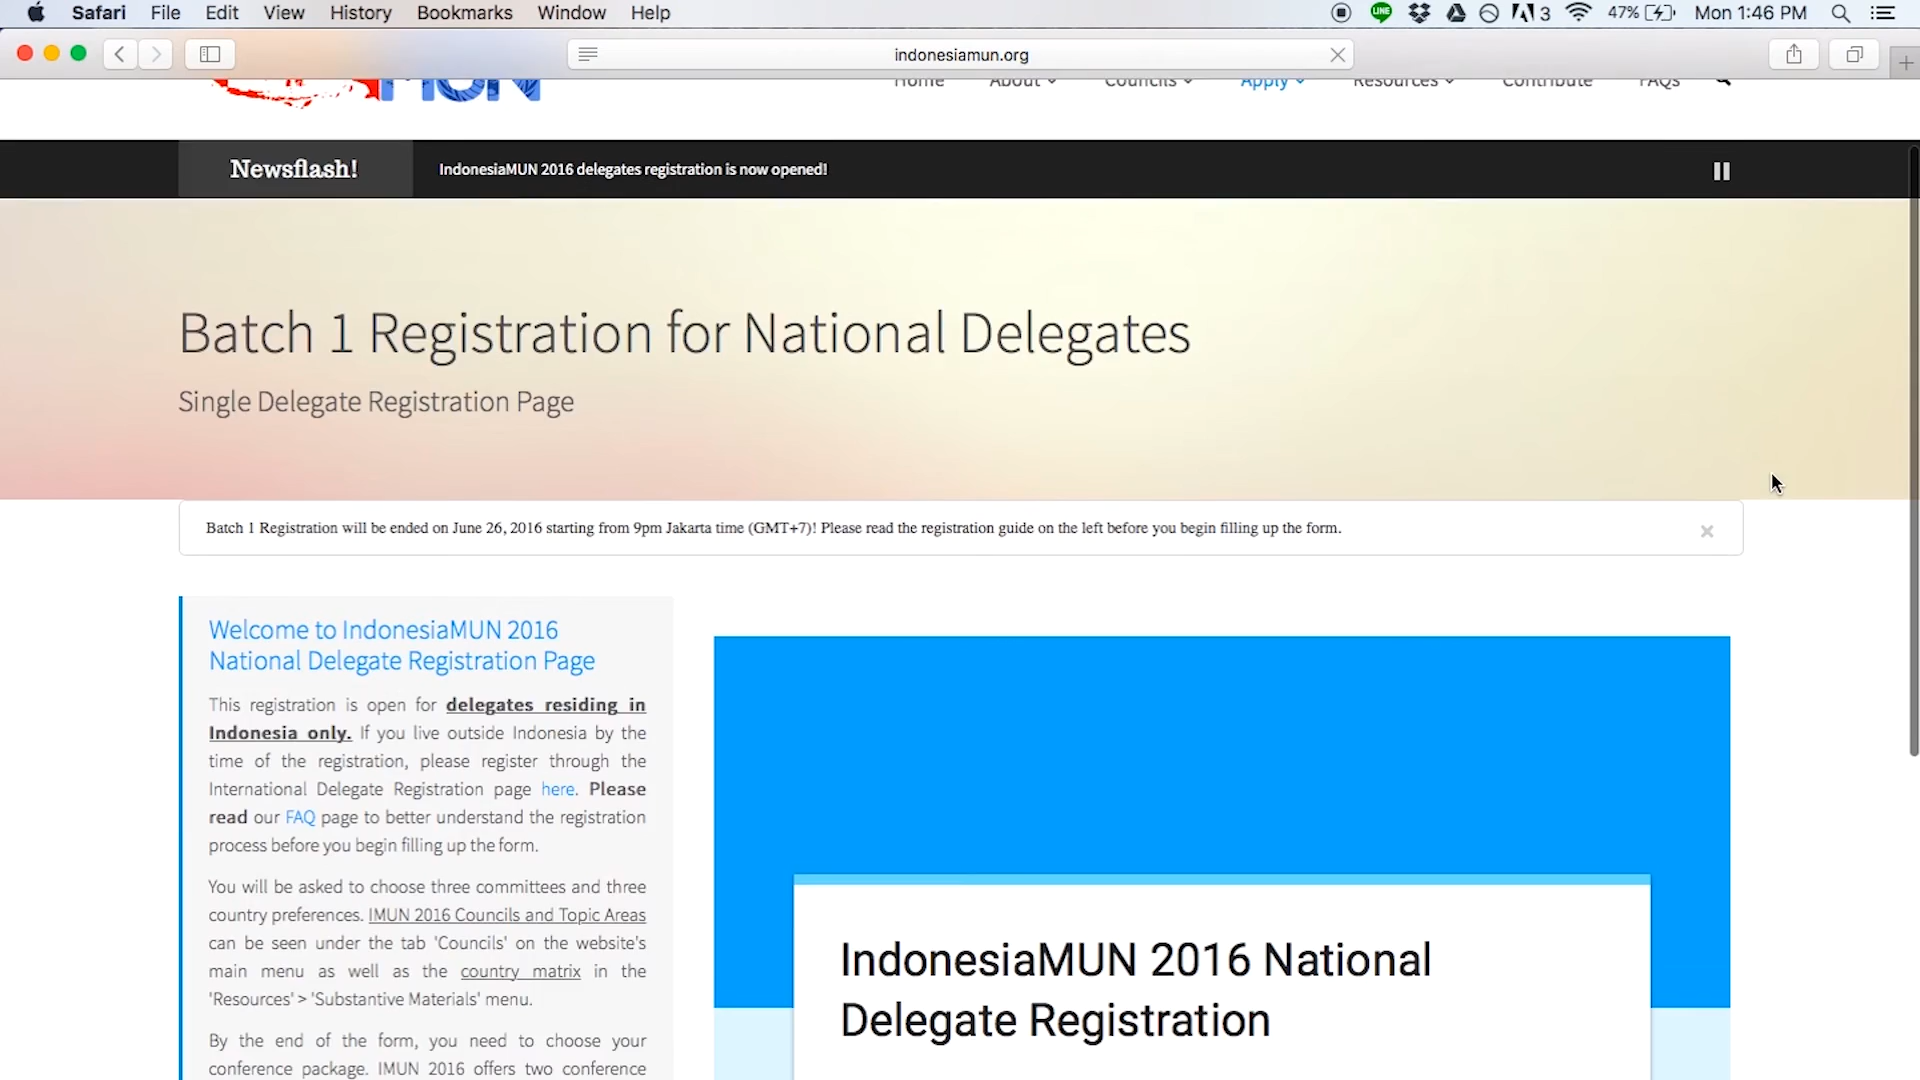 Safari File Edit View History Bookmarks Window Help LINE 3 47% Mon 1:46 PM
indonesiamun.org
MUN Home About Councils Apply Resources Contribute FAQs
Newsflash! IndonesiaMUN 2016 delegates registration is now opened!
Batch 1 Registration for National Delegates
Single Delegate Registration Page
Batch 1 Registration will be ended on June 26, 2016 starting from 9pm Jakarta time (GMT+7)! Please read the registration guide on the left before you begin filling up the form.
Welcome to IndonesiaMUN 2016
National Delegate Registration Page
This registration is open for delegates residing in
Indonesia only. If you live outside Indonesia by the
time of the registration, please register through the
International Delegate Registration page here. Please
read our FAQ page to better understand the registration
process before you begin filling up the form.
You will be asked to choose three committees and three
country preferences. IMUN 2016 Councils and Topic Areas
can be seen under the tab 'Councils' on the website's
main menu as well as the country matrix in the
'Resources' > 'Substantive Materials' menu.
By the end of the form, you need to choose your
conference package. IMUN 2016 offers two conference
IndonesiaMUN 2016 National
Delegate Registration